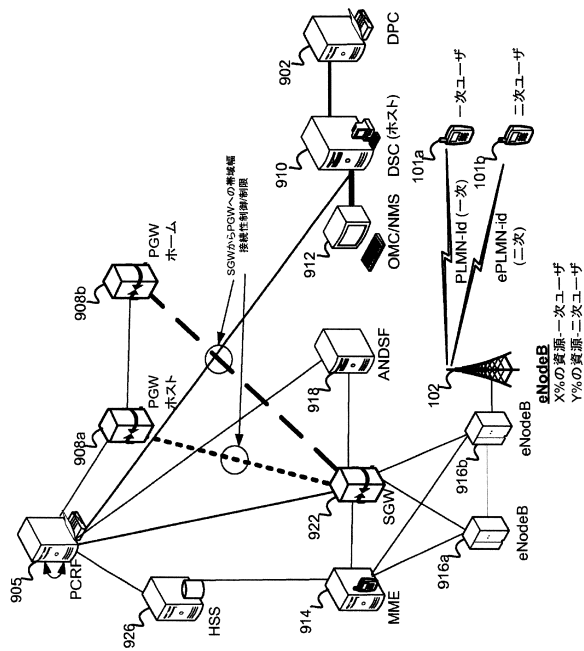 902
DPC
910
DSC (ホスト)
912
OMC/NMS
101a
一次ユーザ
101b
二次ユーザ
PLMN-Id (一次)
ePLMN-id
(二次)
SGWからPGWへの帯域幅
接続性制御/制限
908b
PGW
ホーム
908a
PGW
ホスト
918
ANDSF
102
eNodeB
X%の資源-一次ユーザ
Y%の資源-二次ユーザ
905
PCRF
922
SGW
916b
eNodeB
916a
eNodeB
926
HSS
914
MME